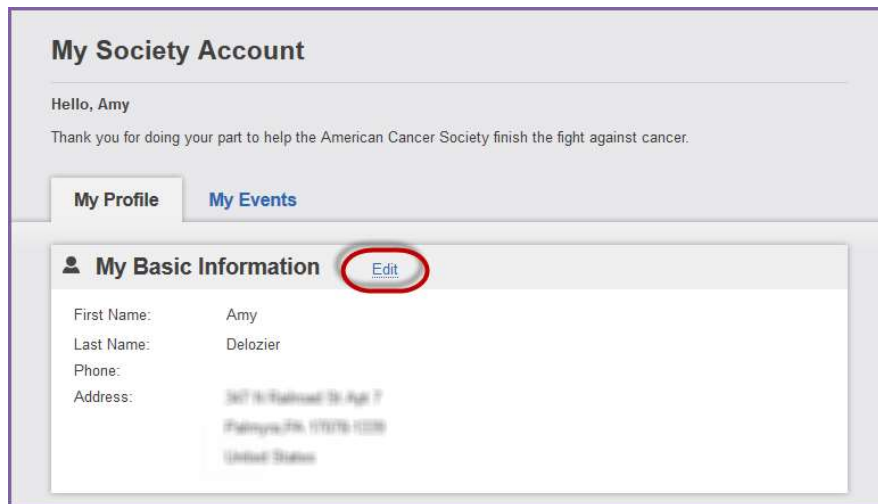 My Society Account
Hello, Amy
Thank you for doing your part to help the American Cancer Society finish the fight against cancer.
My Profile My Events
My Basic Information Edit
First Name: Amy
Last Name: Delozier
Phone:
Address: